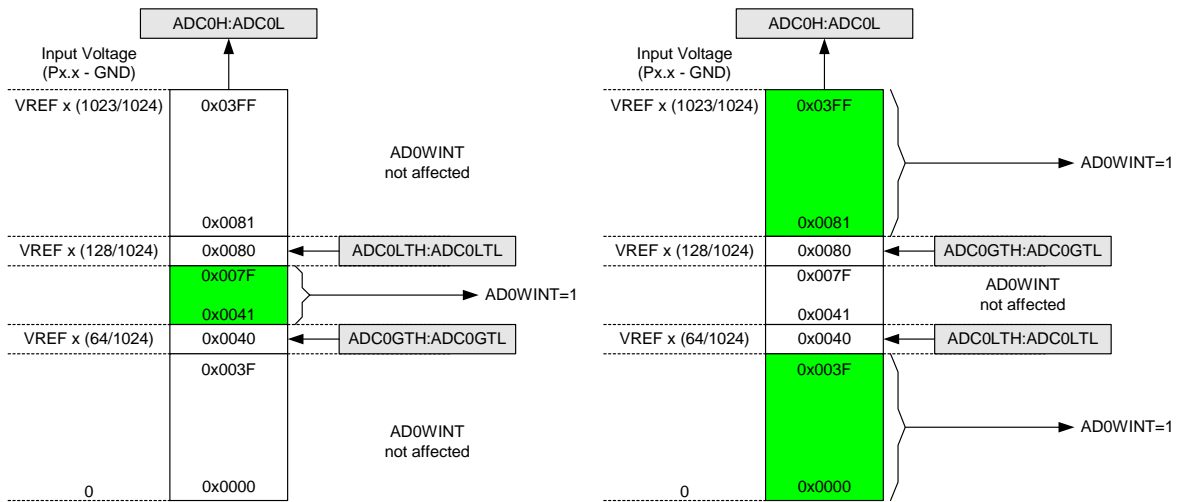 ADC0H:ADC0L
Input Voltage
(Px.x - GND)
VREF x (1023/1024)
0x03FF
AD0WINT
not affected
0x0081
VREF x (128/1024)
0x0080
ADC0LTH:ADC0LTL
0x007F
AD0WINT=1
0x0041
VREF x (64/1024)
0x0040
ADC0GTH:ADC0GTL
0x003F
AD0WINT
not affected
0
0x0000
ADC0H:ADC0L
Input Voltage
(Px.x - GND)
VREF x (1023/1024)
0x03FF
AD0WINT=1
0x0081
VREF x (128/1024)
0x0080
ADC0GTH:ADC0GTL
0x007F
AD0WINT
not affected
0x0041
VREF x (64/1024)
0x0040
ADC0LTH:ADC0LTL
0x003F
AD0WINT=1
0
0x0000